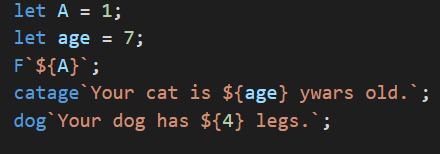 let A = 1;
let age = 7;
F`${A}`;
catage`Your cat is ${age} ywars old.`;
dog`Your dog has ${4} legs.`;